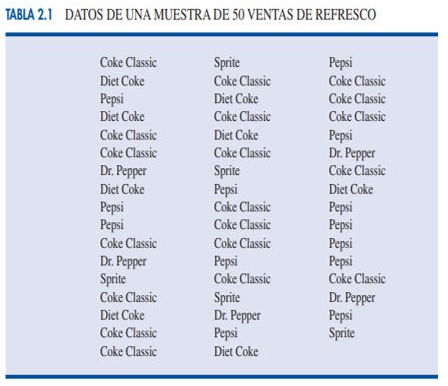 TABLA 2.1 DATOS DE UNA MUESTRA DE 50 VENTAS DE REFRESCO
Coke Classic Sprite Pepsi
Diet Coke Coke Classic Coke Classic
Pepsi Diet Coke Coke Classic
Diet Coke Coke Classic Coke Classic
Coke Classic Diet Coke Pepsi
Coke Classic Coke Classic Dr. Pepper
Dr. Pepper Sprite Coke Classic
Diet Coke Pepsi Diet Coke
Pepsi Coke Classic Pepsi
Pepsi Coke Classic Pepsi
Coke Classic Coke Classic Pepsi
Dr. Pepper Pepsi Pepsi
Sprite Coke Classic Coke Classic
Coke Classic Sprite Dr. Pepper
Diet Coke Dr. Pepper Pepsi
Coke Classic Pepsi Sprite
Coke Classic Diet Coke